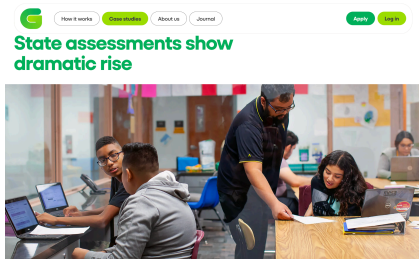 How it works
Case studies
About us
Journal
Apply
Log in
State assessments show
dramatic rise